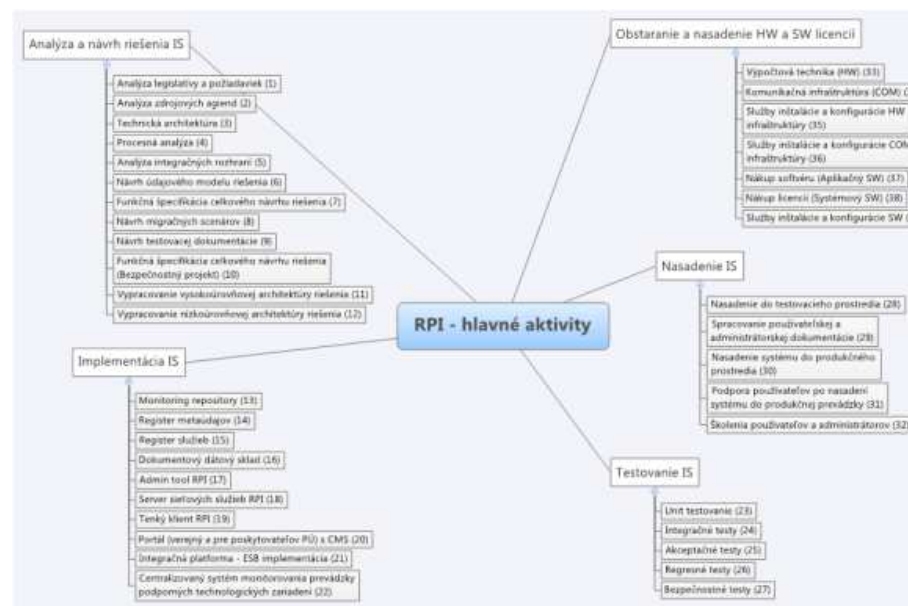 Analýza a návrh riešenia IS
Analýza legislatívy a požiadaviek (1)
Analýza zdrojových agend (2)
Technická architektúra (3)
Procesná analýza (4)
Analýza integračných rozhraní (5)
Návrh údajového modelu riešenia (6)
Funkčná špecifikácia celkového návrhu riešenia (7)
Návrh migračných scenárov (8)
Návrh testovacej dokumentácie (9)
Funkčná špecifikácia celkového návrhu riešenia
(Bezpečnostný projekt) (10)
Vypracovanie vysokoúrovňovej architektúry riešenia (11)
Vypracovanie nízkoúrovňovej architektúry riešenia (12)
Obstaranie a nasadenie HW a SW licencií
Výpočtová technika (HW) (33)
Komunikačná infraštruktúra (COM)
Služby inštalácie a konfigurácie HW
infraštruktúry (35)
Služby inštalácie a konfigurácie COM
infraštruktúry (36)
Nákup softvéru (Aplikačný SW) (37)
Nákup licencií (Systémový SW) (38)
Služby inštalácie a konfigurácie SW
RPI - hlavné aktivity
Nasadenie IS
Nasadenie do testovacieho prostredia (28)
Spracovanie používateľskej a
administrátorskej dokumentácie (29)
Nasadenie systému do produkčného
prostredia (30)
Podpora používateľov po nasadení
systému do produkčnej prevádzky (31)
Školenia používateľov a administrátorov (32)
Implementácia IS
Monitoring repository (13)
Register metaúdajov (14)
Register služieb (15)
Dokumentový dátový sklad (16)
Admin tool RPI (17)
Server sieťových služieb RPI (18)
Tenký klient RPI (19)
Portál (verejný a pre poskytovateľov PÚ) s CMS (20)
Integračná platforma - ESB implementácia (21)
Centralizovaný systém monitorovania prevádzky
podporných technologických zariadení (22)
Testovanie IS
Unit testovanie (23)
Integračné testy (24)
Akceptačné testy (25)
Regresné testy (26)
Bezpečnostné testy (27)